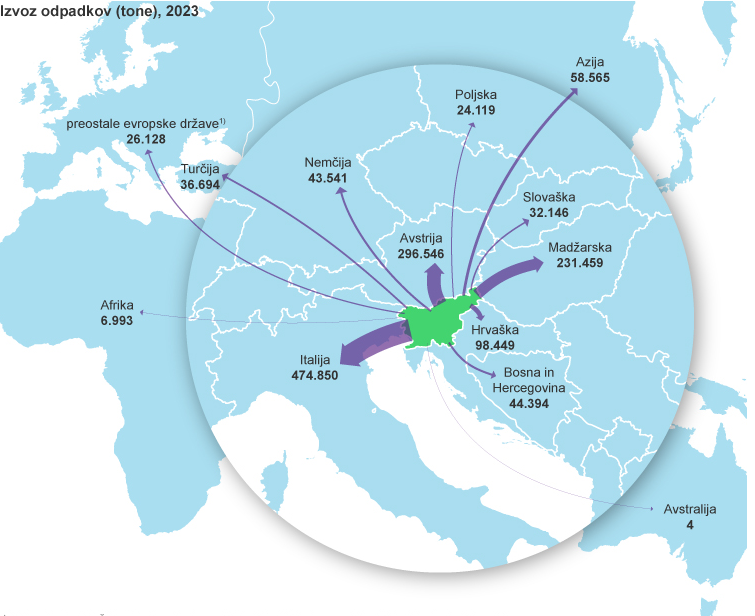 Izvoz odpadkov (tone), 2023
Azija
58.565
Poljska
24.119
preostale evropske države¹⁾
26.128
Turčija
36.694
Nemčija
43.541
Slovaška
32.146
Avstrija
296.546
Madžarska
231.459
Afrika
6.993
Hrvaška
98.449
Italija
474.850
Bosna in
Hercegovina
44.394
Avstralija
4